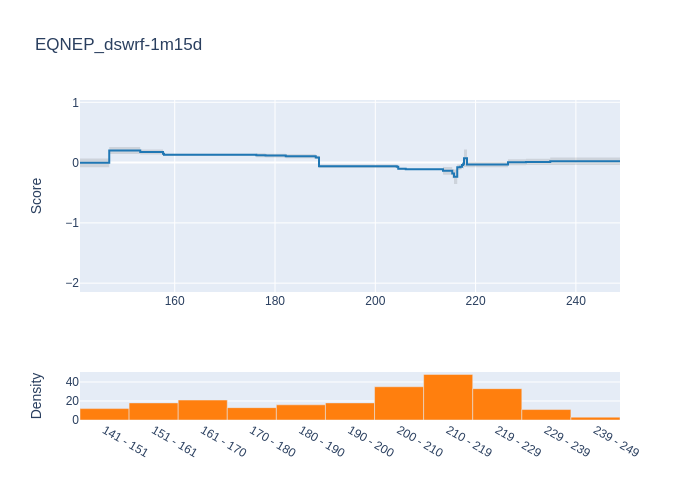 EQNEP_dswrf-1m15d
Score
1
0
−1
−2
160
180
200
220
240
Density
40
20
0
141 - 151
151 - 161
161 - 170
170 - 180
180 - 190
190 - 200
200 - 210
210 - 219
219 - 229
229 - 239
239 - 249